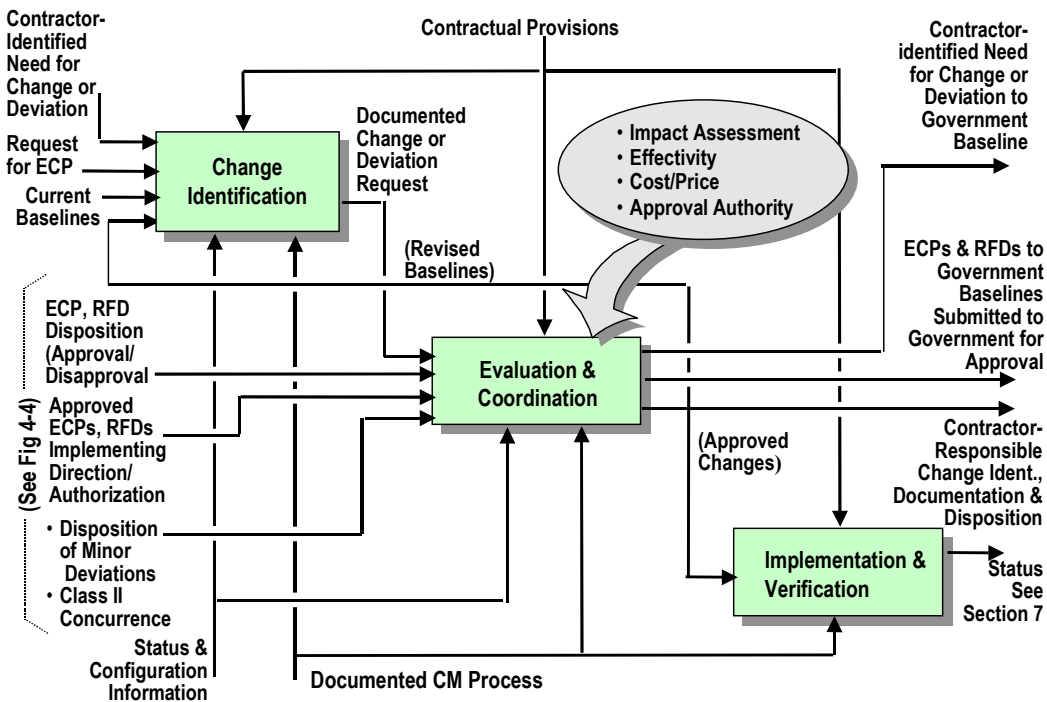 Contractor-
Identified
Need for
Change or
Deviation
Request
for ECP
Current
Baselines
Contractual Provisions
Change
Identification
Documented
Change or
Deviation
Request
• Impact Assessment
• Effectivity
• Cost/Price
• Approval Authority
Contractor-
identified Need
for Change or
Deviation to
Government
Baseline
(Revised
Baselines)
ECPs & RFDs to
Government
Baselines
Submitted to
Government for
Approval
(See Fig 4-4)
ECP, RFD
Disposition
(Approval/
Disapproval
Approved
ECPs, RFDs
Implementing
Direction/
Authorization
• Disposition
of Minor
Deviations
• Class II
Concurrence
Evaluation &
Coordination
(Approved
Changes)
Contractor-
Responsible
Change Ident.,
Documentation &
Disposition
Implementation &
Verification
Status
See
Section 7
Status &
Configuration
Information
Documented CM Process